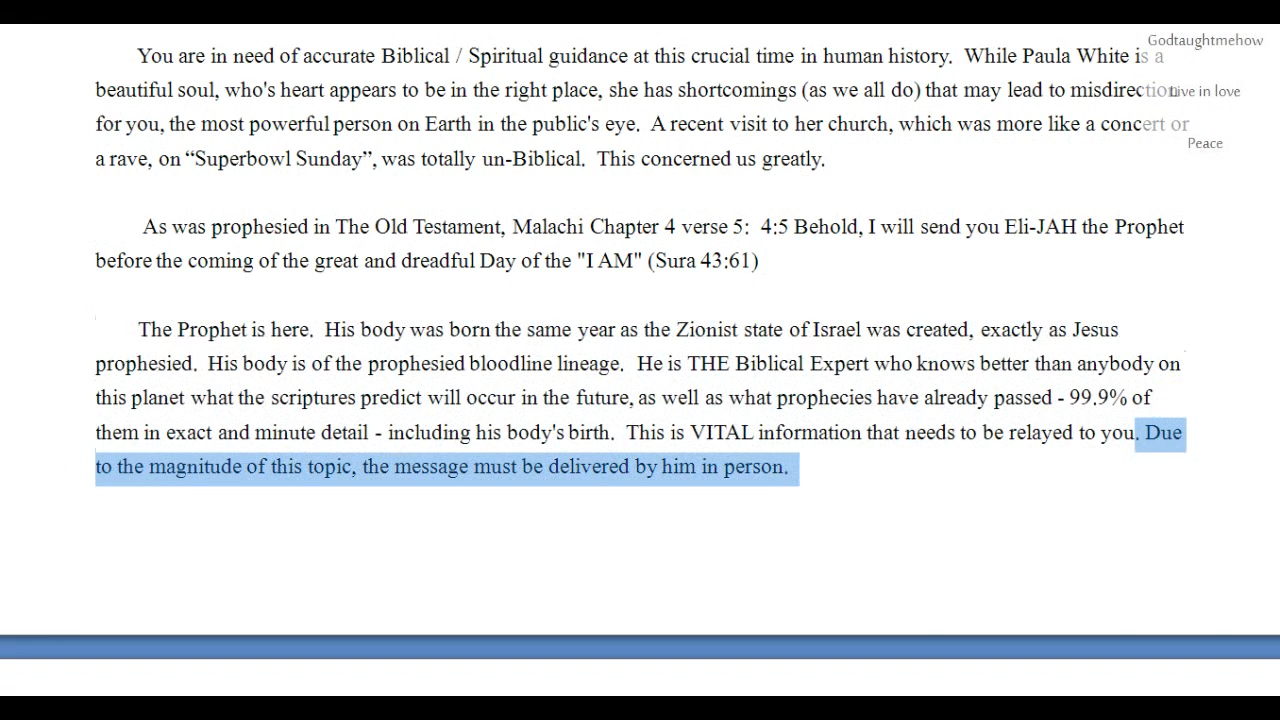 Godtaughtmehow
You are in need of accurate Biblical / Spiritual guidance at this crucial time in human history.  While Paula White is a
beautiful soul, who's heart appears to be in the right place, she has shortcomings (as we all do) that may lead to misdirection
Live in love
for you, the most powerful person on Earth in the public's eye.  A recent visit to her church, which was more like a concert or
Peace
a rave, on “Superbowl Sunday”, was totally un-Biblical.  This concerned us greatly.
As was prophesied in The Old Testament, Malachi Chapter 4 verse 5:  4:5 Behold, I will send you Eli-JAH the Prophet
before the coming of the great and dreadful Day of the "I AM" (Sura 43:61)
The Prophet is here.  His body was born the same year as the Zionist state of Israel was created, exactly as Jesus
prophesied.  His body is of the prophesied bloodline lineage.  He is THE Biblical Expert who knows better than anybody on
this planet what the scriptures predict will occur in the future, as well as what prophecies have already passed - 99.9% of
them in exact and minute detail - including his body's birth.  This is VITAL information that needs to be relayed to you. Due
to the magnitude of this topic, the message must be delivered by him in person.